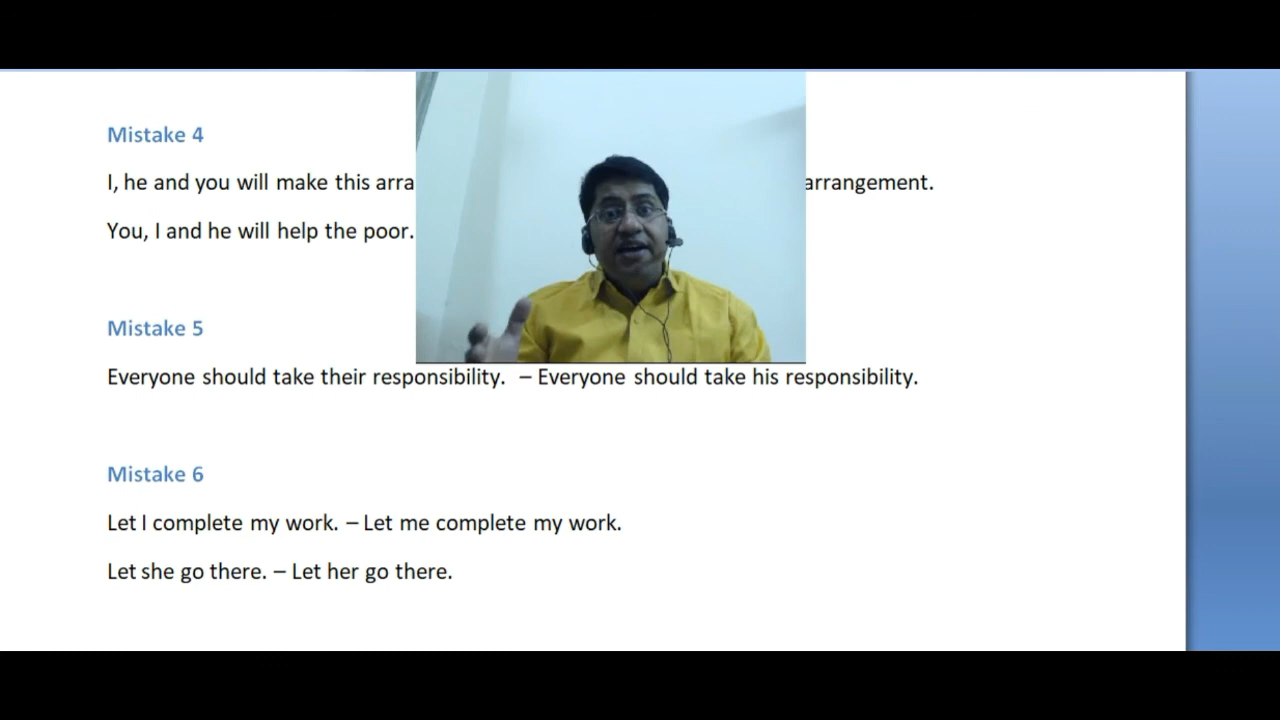 Mistake 4
I, he and you will make this arra arrangement.
You, I and he will help the poor.
Mistake 5
Everyone should take their responsibility. – Everyone should take his responsibility.
Mistake 6
Let I complete my work. – Let me complete my work.
Let she go there. – Let her go there.